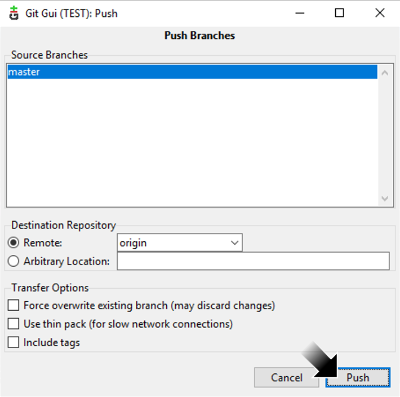 Git Gui (TEST): Push
Push Branches
Source Branches
master
Destination Repository
Remote: origin
Arbitrary Location:
Transfer Options
Force overwrite existing branch (may discard changes)
Use thin pack (for slow network connections)
Include tags
Cancel Push